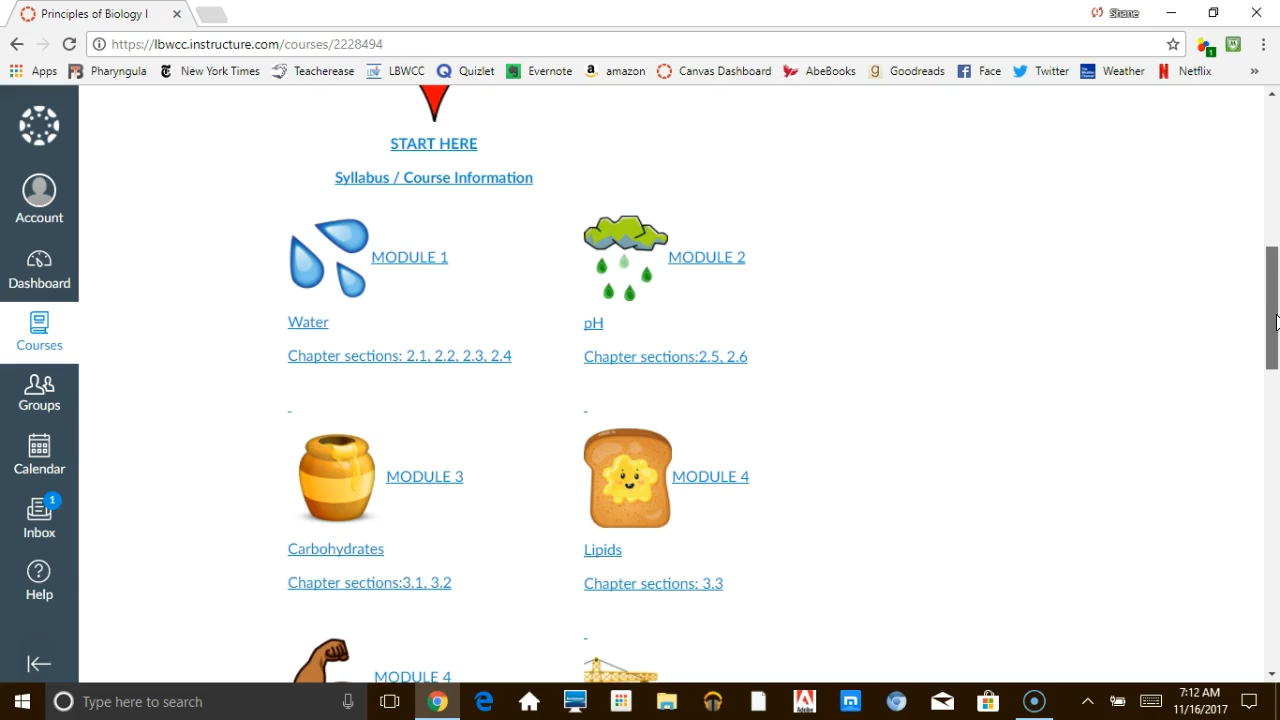 Principles of Biology I
Shane
https://lbwcc.instructure.com/courses/2228494
Apps Pharyngula New York Times Teacherease LBWCC Quizlet Evernote amazon Canvas Dashboard AbeBooks Goodreads Face Twitter Weather Netflix »
START HERE
Syllabus / Course Information
Account
MODULE 1 MODULE 2
Dashboard
Water pH
Courses
Chapter sections: 2.1, 2.2, 2.3, 2.4 Chapter sections:2.5, 2.6
Groups
Calendar
MODULE 3 MODULE 4
1
Inbox
Carbohydrates Lipids
Chapter sections:3.1, 3.2 Chapter sections: 3.3
Help
MODULE 4
Type here to search
7:12 AM
11/16/2017